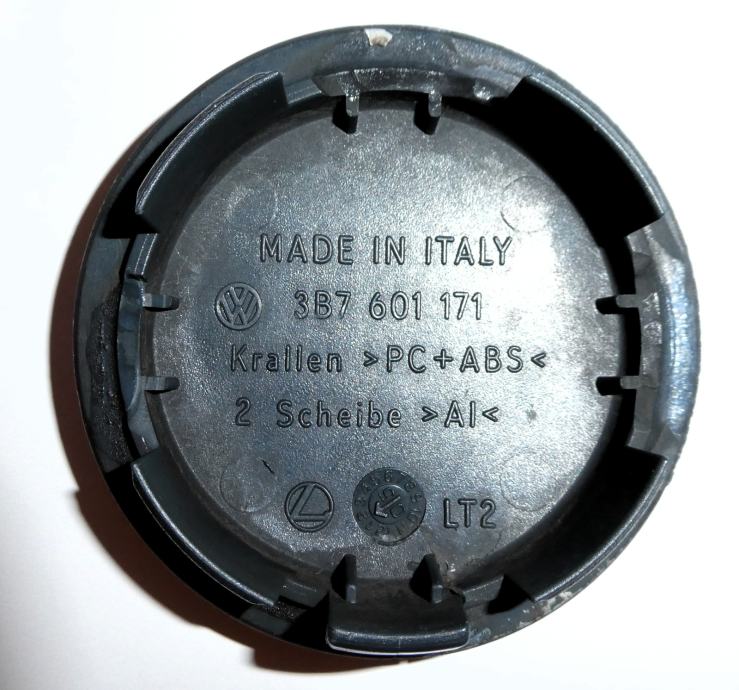 MADE IN ITALY
3B7 601 171
Krallen >PC+ABS<
2 Scheibe >Al<
LT2